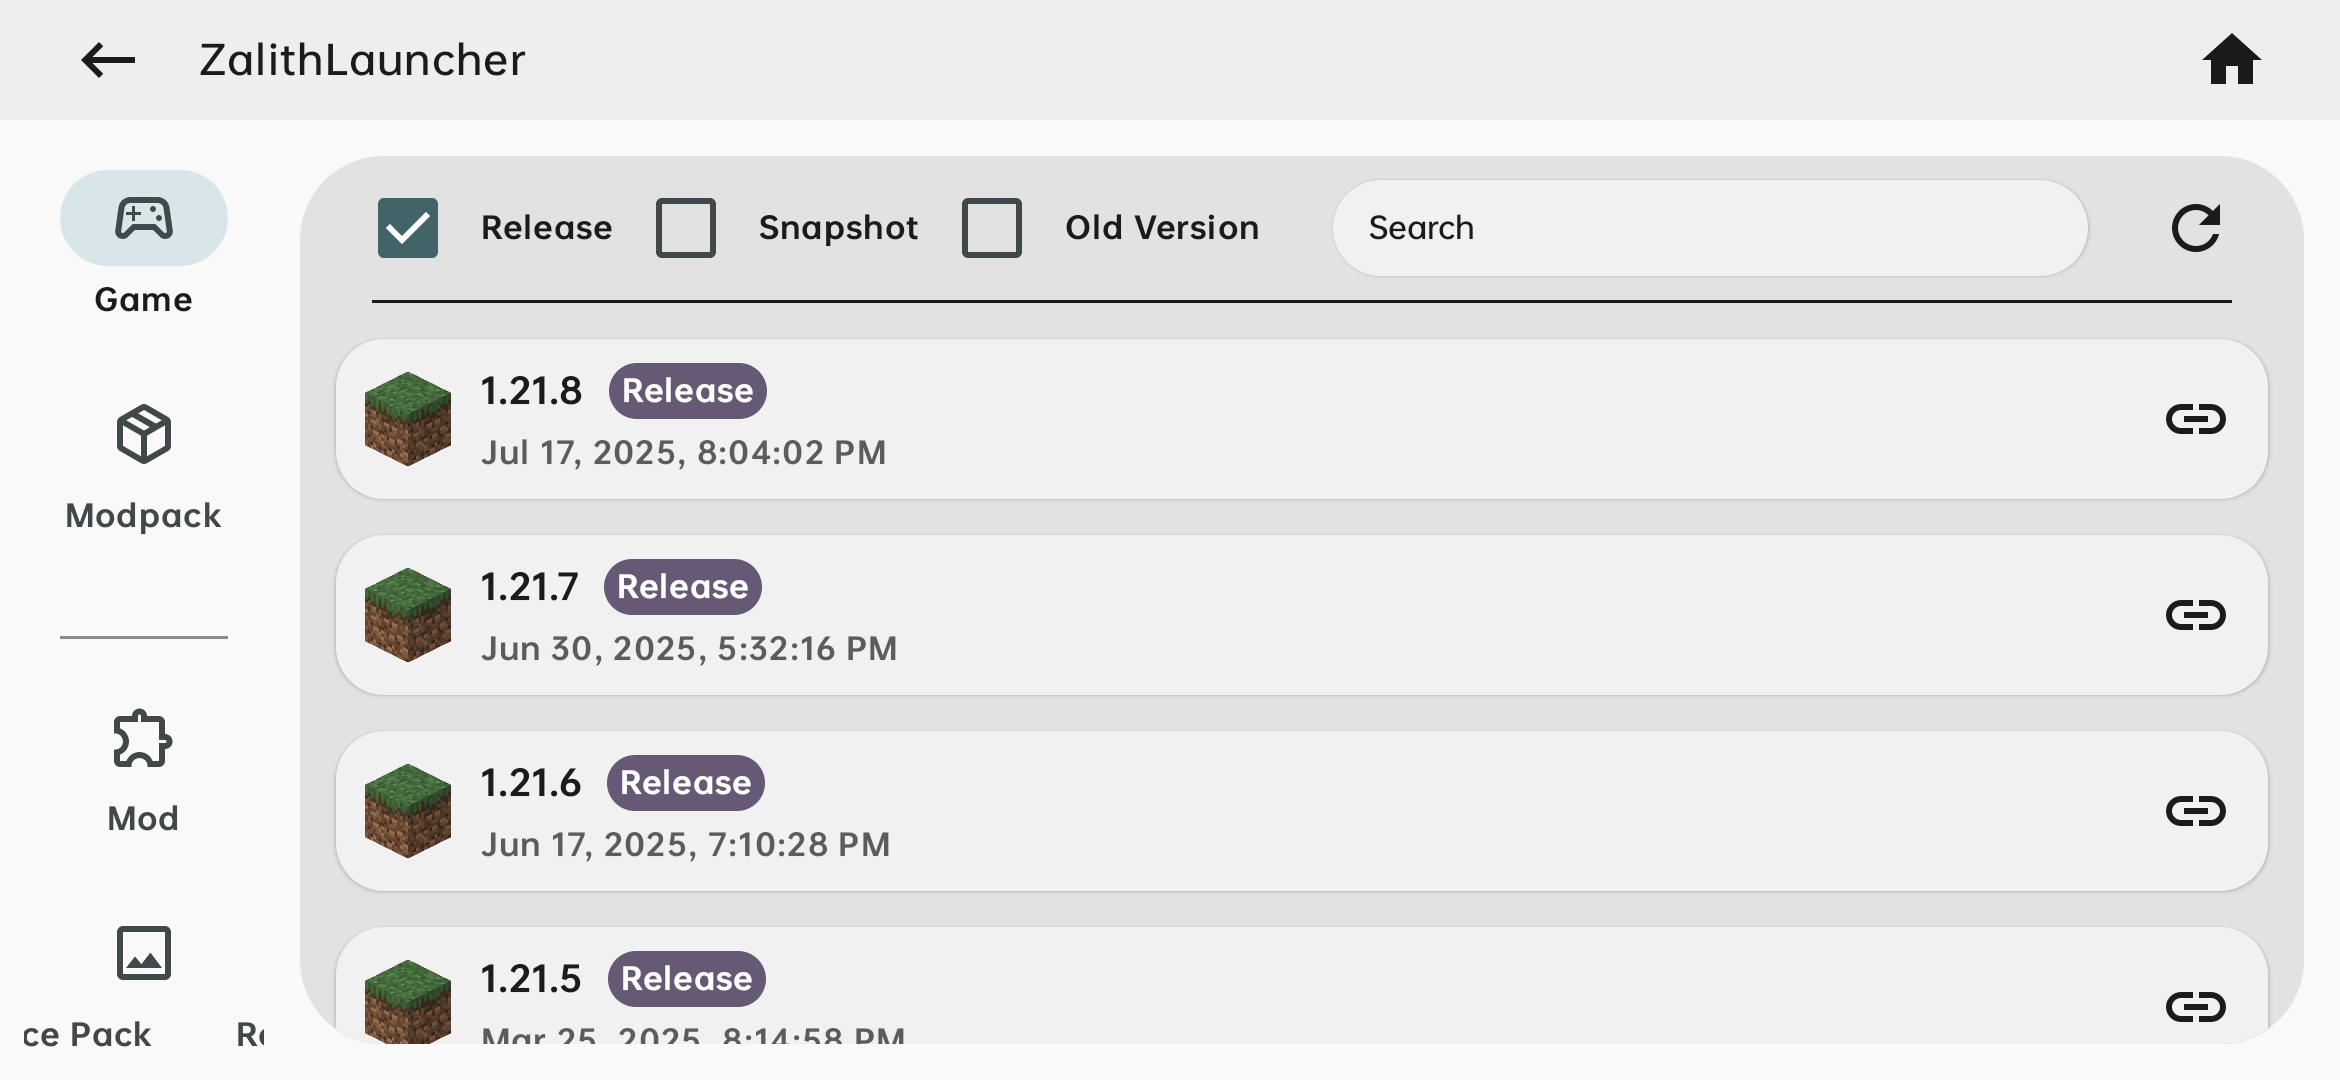 ZalithLauncher
Game
Modpack
Mod
ce Pack Re
Release Snapshot Old Version Search
1.21.8 Release
Jul 17, 2025, 8:04:02 PM
1.21.7 Release
Jun 30, 2025, 5:32:16 PM
1.21.6 Release
Jun 17, 2025, 7:10:28 PM
1.21.5 Release
Mar 25, 2025, 8:14:58 PM